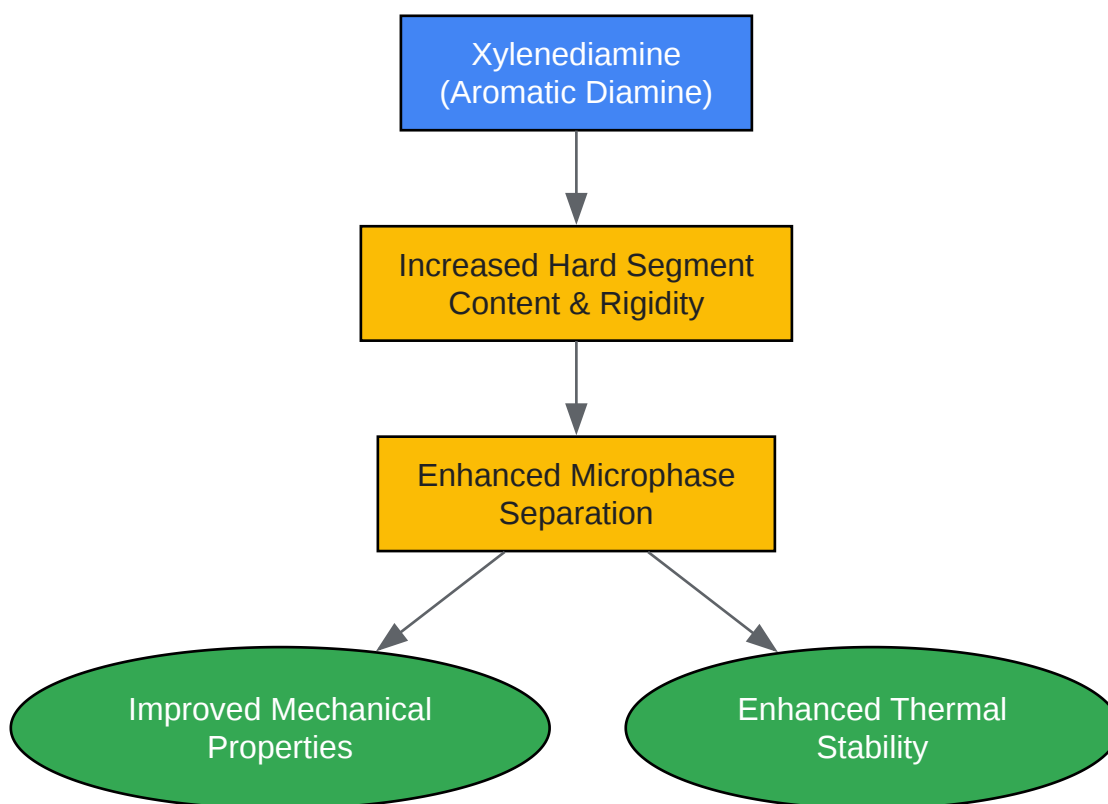 Xylenediamine
(Aromatic Diamine)
Increased Hard Segment
Content & Rigidity
Enhanced Microphase
Separation
Improved Mechanical
Properties
Enhanced Thermal
Stability